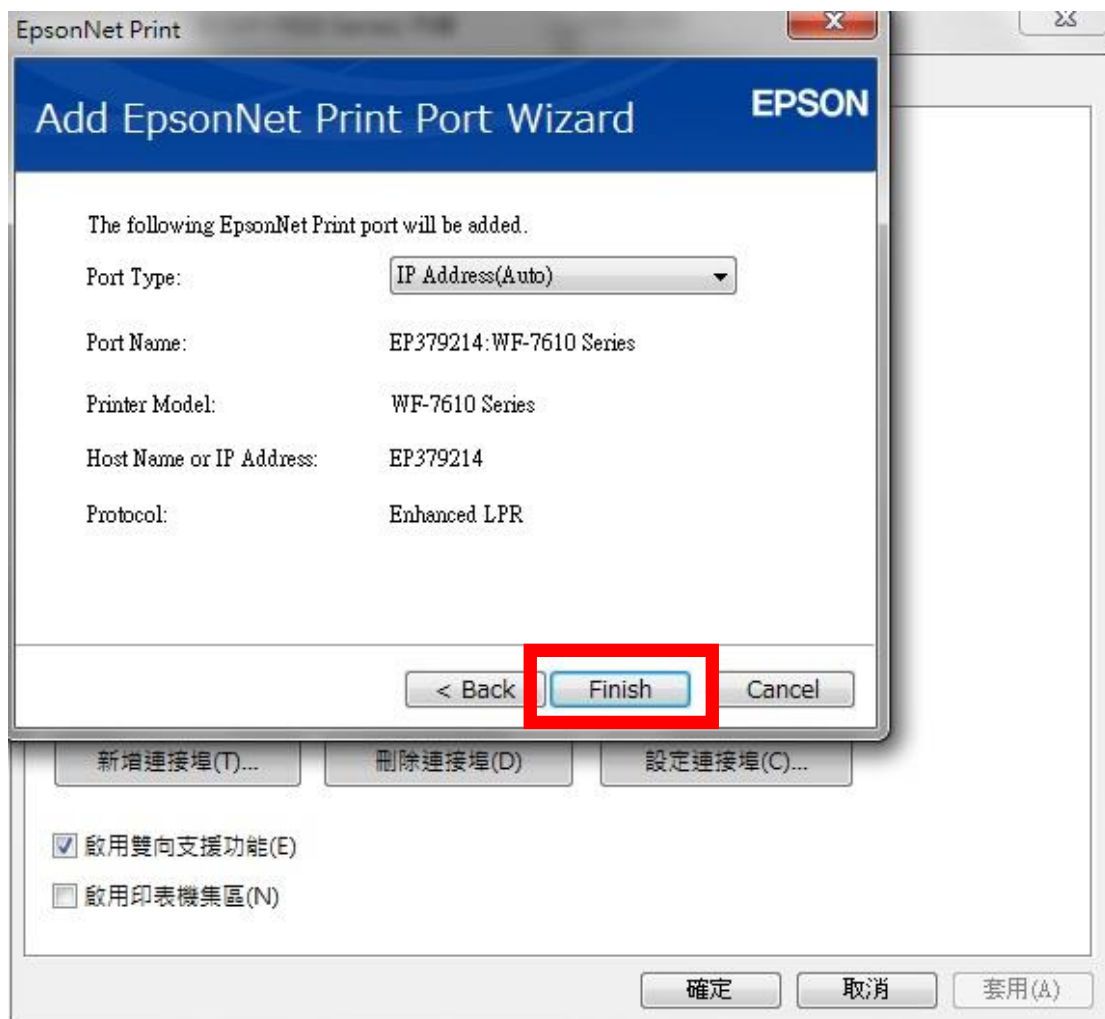 EpsonNet Print
Add EpsonNet Print Port Wizard
EPSON
The following EpsonNet Print port will be added.
Port Type: IP Address(Auto)
Port Name: EP379214:WF-7610 Series
Printer Model: WF-7610 Series
Host Name or IP Address: EP379214
Protocol: Enhanced LPR
< Back Finish Cancel
新增連接埠(T)... 刪除連接埠(D) 設定連接埠(C)...
啟用雙向支援功能(E)
啟用印表機集區(N)
確定 取消 套用(A)